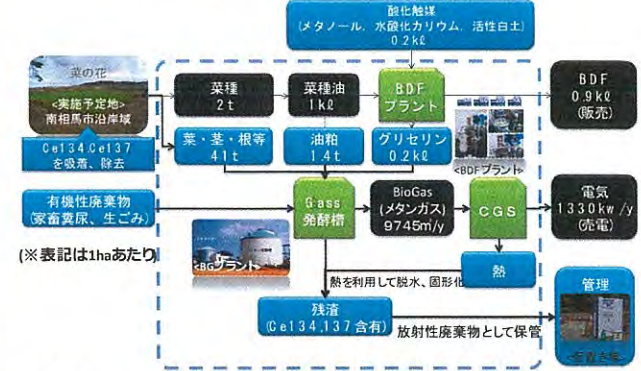 酸化触媒
(メタノール、水酸化カリウム、活性白土)
0.2kℓ
菜の花
<実施予定地>
南相馬市沿岸域
Ce134.Ce137
を吸着、除去
菜種
2t
菜種油
1kℓ
BDF
プラント
BDF
0.9kℓ
(販売)
葉・茎・根等
41t
油粕
1.4t
グリセリン
0.2kℓ
<BDFプラント>
有機性廃棄物
(家畜糞尿、生ごみ)
Gass
発酵槽
BioGas
(メタンガス)
9745㎥/y
CGS
電気
1330kw/y
(売電)
(※表記は1haあたり
<BGプラント>
熱を利用して脱水、固形化
熱
残渣
(Ce134,137含有)
放射性廃棄物として保管
管理
<仮置き場>